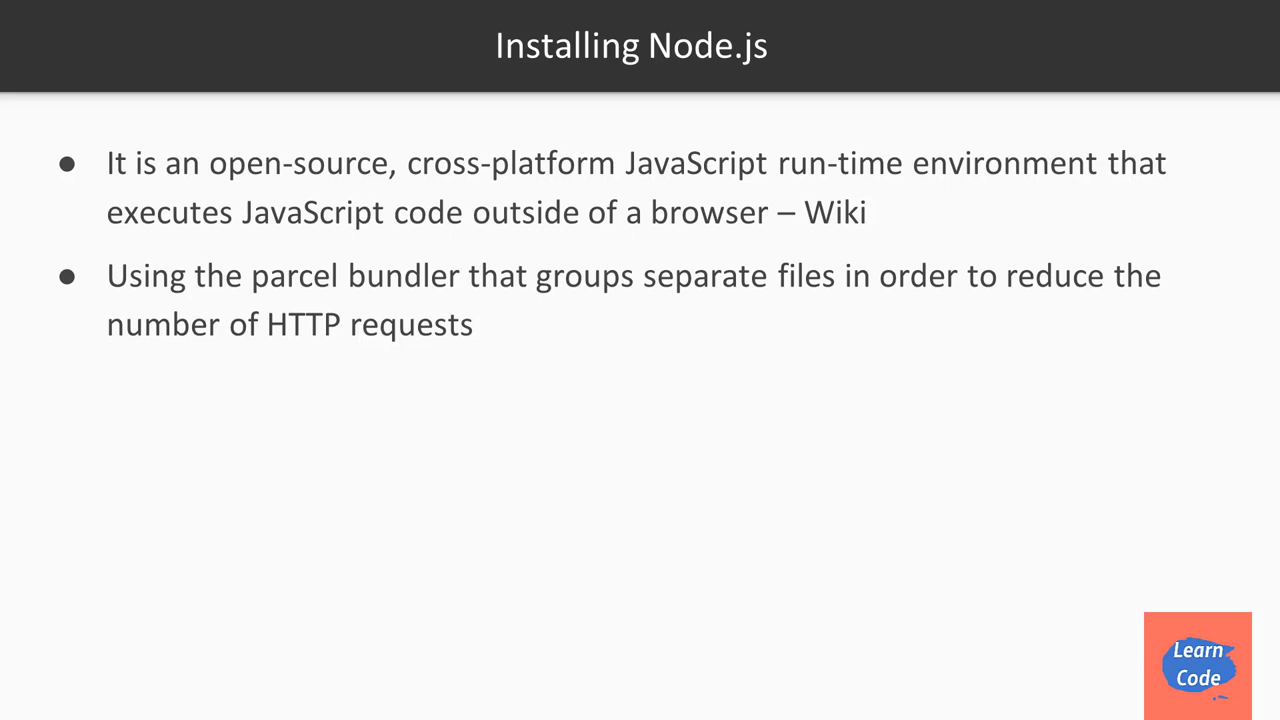 Installing Node.js
● It is an open-source, cross-platform JavaScript run-time environment that
executes JavaScript code outside of a browser – Wiki
● Using the parcel bundler that groups separate files in order to reduce the
number of HTTP requests
Learn
Code